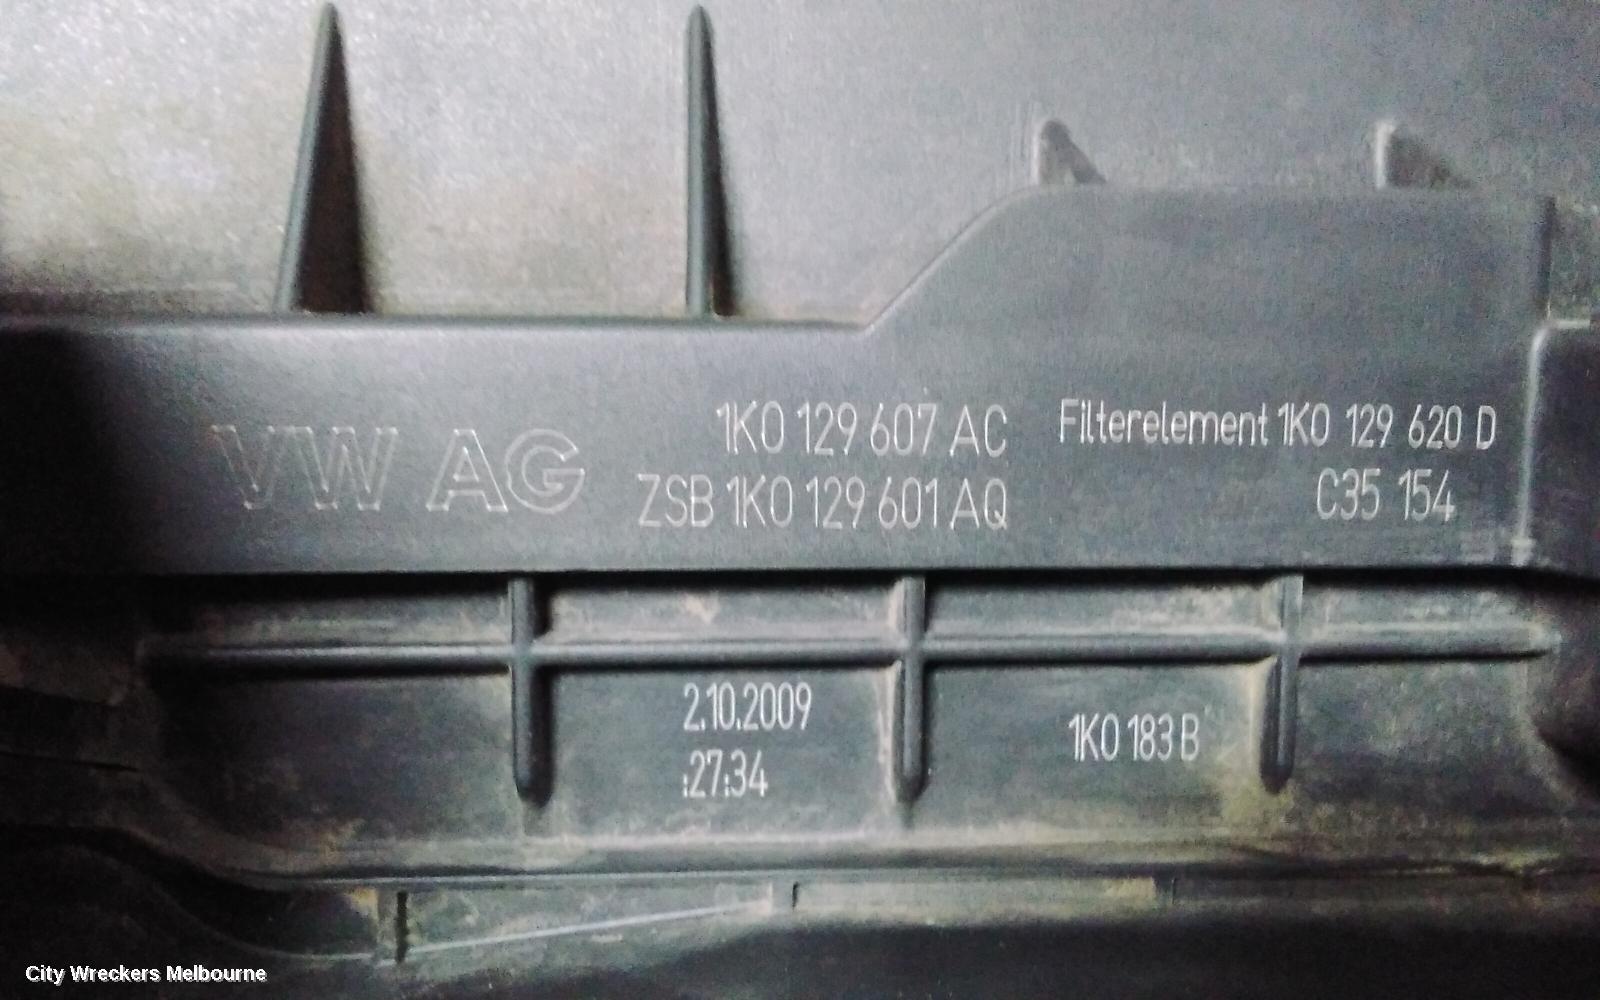 VW AG
1K0 129 607 AC
ZSB 1K0 129 601 AQ
Filterelement 1K0 129 620 D
C35 154
2.10.2009
:27:34
1K0 183 B
City Wreckers Melbourne